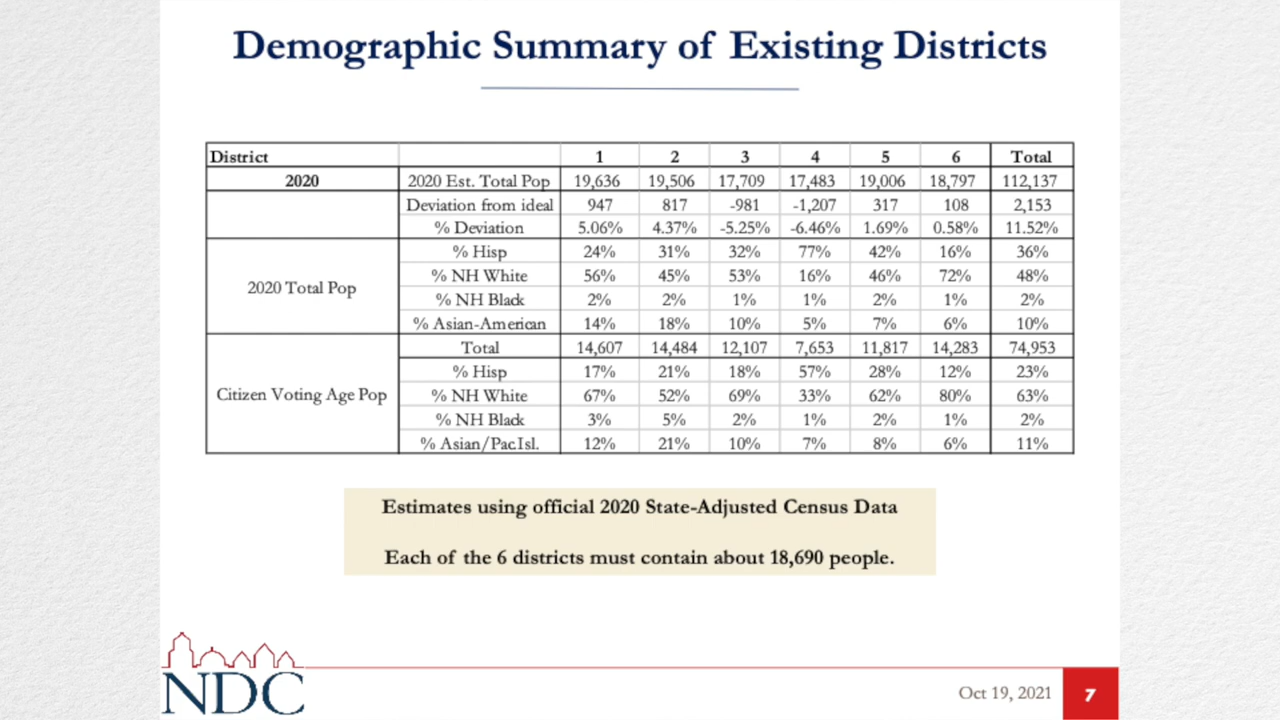 Demographic Summary of Existing Districts
District 1 2 3 4 5 6 Total
2020 2020 Est. Total Pop 19,636 19,506 17,709 17,483 19,006 18,797 112,137
Deviation from ideal 947 817 -981 -1,207 317 108 2,153
% Deviation 5.06% 4.37% -5.25% -6.46% 1.69% 0.58% 11.52%
2020 Total Pop
% Hisp 24% 31% 32% 77% 42% 16% 36%
% NH White 56% 45% 53% 16% 46% 72% 48%
% NH Black 2% 2% 1% 1% 2% 1% 2%
% Asian-American 14% 18% 10% 5% 7% 6% 10%
Citizen Voting Age Pop
Total 14,607 14,484 12,107 7,653 11,817 14,283 74,953
% Hisp 17% 21% 18% 57% 28% 12% 23%
% NH White 67% 52% 69% 33% 62% 80% 63%
% NH Black 3% 5% 2% 1% 2% 1% 2%
% Asian/Pac.Isl. 12% 21% 10% 7% 8% 6% 11%
Estimates using official 2020 State-Adjusted Census Data
Each of the 6 districts must contain about 18,690 people.
NDC
Oct 19, 2021 7